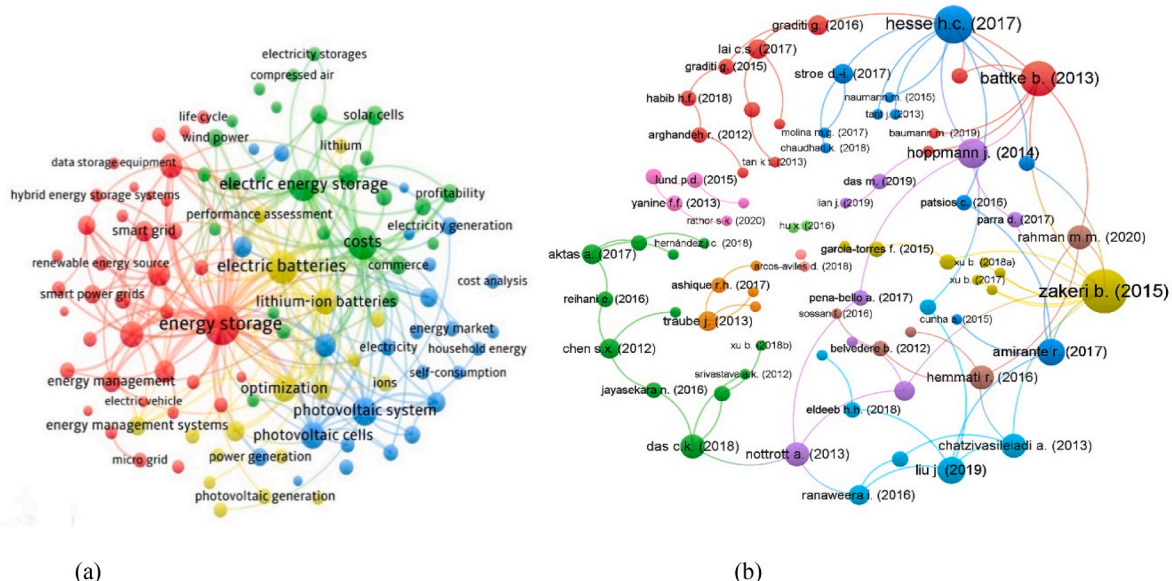 electricity storages
compressed air
life cycle
solar cells
wind power
lithium
data storage equipment
electric energy storage
profitability
hybrid energy storage systems
performance assessment
electricity generation
smart grid
costs
renewable energy source
electric batteries
commerce
cost analysis
smart power grids
lithium-ion batteries
energy storage
energy market
electricity
household energy
energy management
optimization
ions
self-consumption
electric vehicle
photovoltaic system
energy management systems
photovoltaic cells
micro grid
power generation
photovoltaic generation
(a)
graditi g. (2016)
hesse h.c. (2017)
lai c.s. (2017)
graditi g. (2015)
stroe d.-i. (2017)
battke b. (2013)
habib h.f. (2018)
naumann m. (2015)
tant j. (2013)
arghandeh r. (2012)
molina m.g. (2017)
baumann m. (2019)
chaudhari k. (2018)
hoppmann j. (2014)
tan k.t. (2013)
lund p.d. (2015)
das m. (2019)
yanine f.f. (2013)
lian j. (2019)
patsios c. (2016)
rathor s.k. (2020)
parra d. (2017)
hu x. (2016)
rahman m.m. (2020)
hernández j.c. (2018)
garcia-torres f. (2015)
aktas a. (2017)
arcos-aviles d. (2018)
xu b. (2018a)
ashique r.h. (2017)
xu b. (2017)
zakeri b. (2015)
reihani e. (2016)
pena-bello a. (2017)
traube j. (2013)
sossan f. (2016)
cunha a. (2015)
chen s.x. (2012)
xu b. (2018b)
belvedere b. (2012)
amirante r. (2017)
srivastava a.k. (2012)
hemmati r. (2016)
jayasekara n. (2016)
eldeeb h.h. (2018)
das c.k. (2018)
nottrott a. (2013)
chatzivasileiadi a. (2013)
liu j. (2019)
ranaweera i. (2016)
(b)